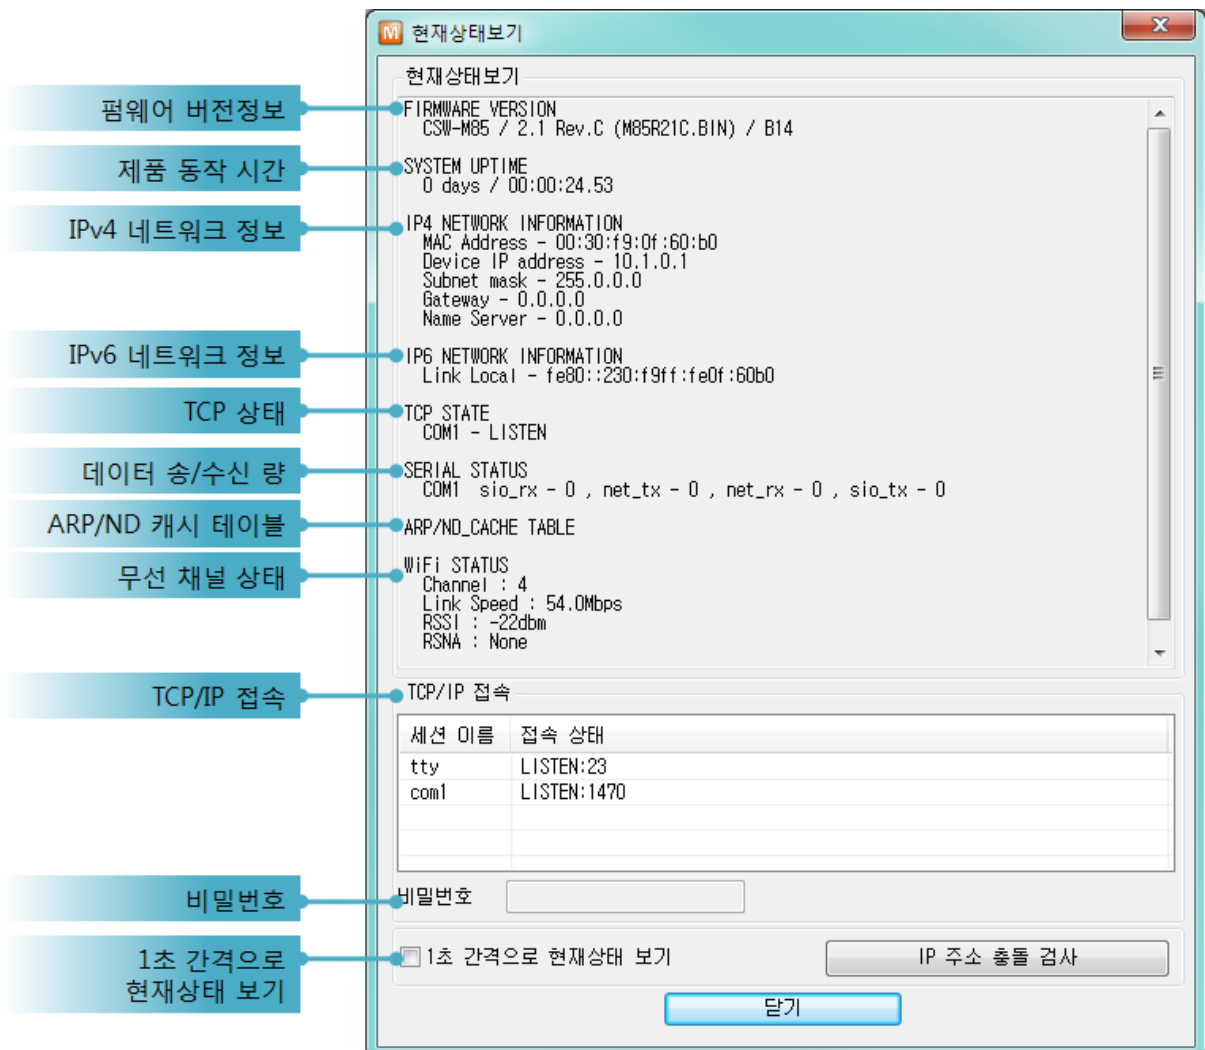 M 현재상태보기
현재상태보기
펌웨어 버전정보
FIRMWARE VERSION
CSW-M85 / 2.1 Rev.C (M85R21C.BIN) / B14
제품 동작 시간
SYSTEM UPTIME
0 days / 00:00:24.53
IPv4 네트워크 정보
IP4 NETWORK INFORMATION
MAC Address - 00:30:f9:0f:60:b0
Device IP address - 10.1.0.1
Subnet mask - 255.0.0.0
Gateway - 0.0.0.0
Name Server - 0.0.0.0
IPv6 네트워크 정보
IP6 NETWORK INFORMATION
Link Local - fe80::230:f9ff:fe0f:60b0
TCP 상태
TCP STATE
COM1 - LISTEN
데이터 송/수신 량
SERIAL STATUS
COM1 sio_rx - 0 , net_tx - 0 , net_rx - 0 , sio_tx - 0
ARP/ND 캐시 테이블
ARP/ND_CACHE TABLE
무선 채널 상태
WiFi STATUS
Channel : 4
Link Speed : 54.0Mbps
RSSI : -22dbm
RSNA : None
TCP/IP 접속
TCP/IP 접속
세션 이름 접속 상태
tty LISTEN:23
com1 LISTEN:1470
비밀번호
비밀번호
1초 간격으로
현재상태 보기
1초 간격으로 현재상태 보기
IP 주소 충돌 검사
닫기